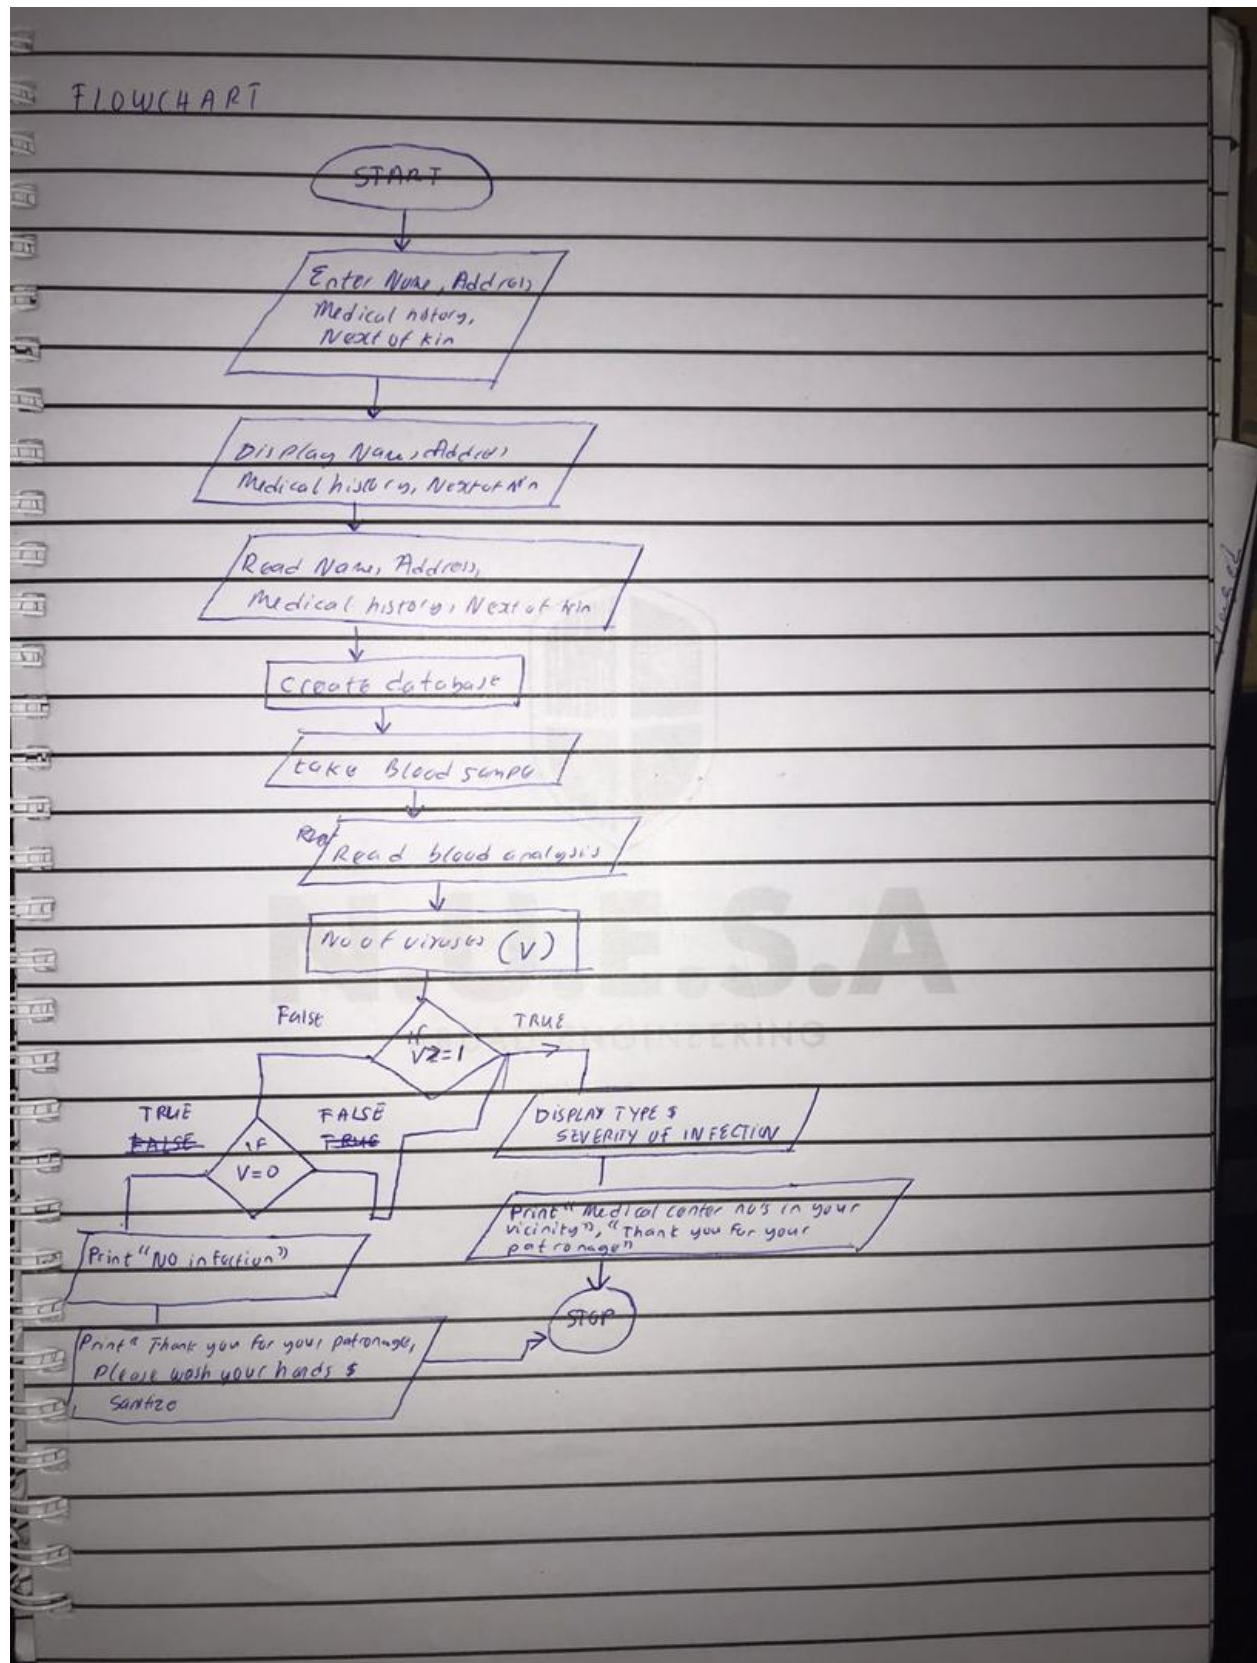 FLOWCHART
START
Enter Name, Address
Medical history,
Next of kin
Display Name, Address
Medical history, Next of kin
Read Name, Address,
Medical history, Next of kin
Create database
take Blood sample
Read blood analysis
No of viruses (V)
False
TRUE
if
V>=1
TRUE
FALSE
FALSE
TRUE
if
V=0
DISPLAY TYPE $
SEVERITY OF INFECTION
Print "Medical center no's in your
vicinity", "Thank you for your
patronage"
Print "NO infection"
STOP
Print " Thank you for your patronage,
Please wash your hands $
Sanitize
N.U.E.S.A
ENGINEERING